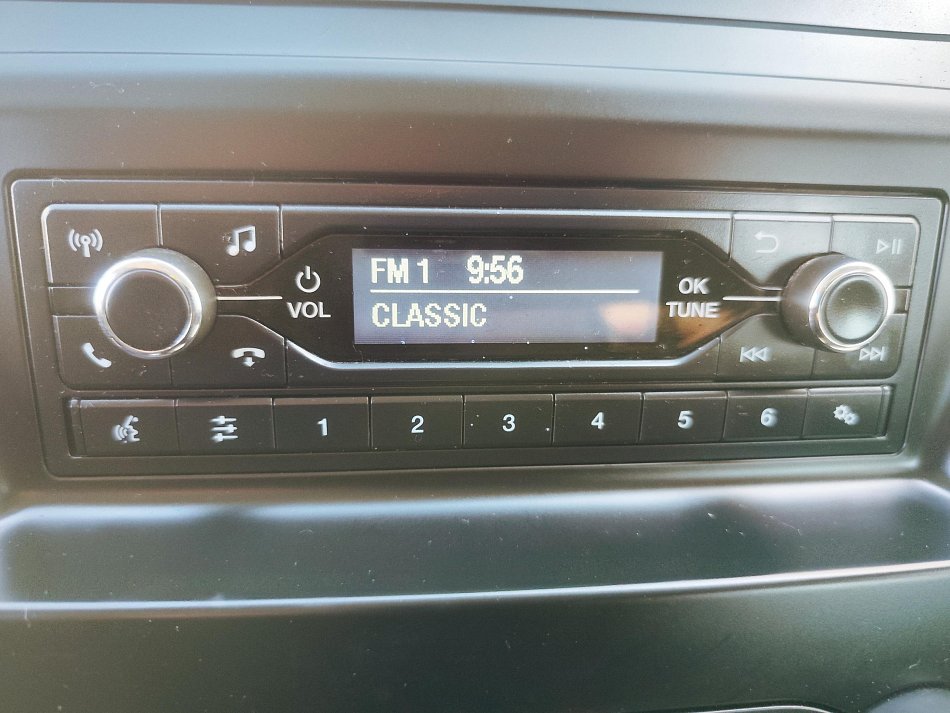 FM 1 9:56
CLASSIC
VOL
OK
TUNE
1 2 3 4 5 6